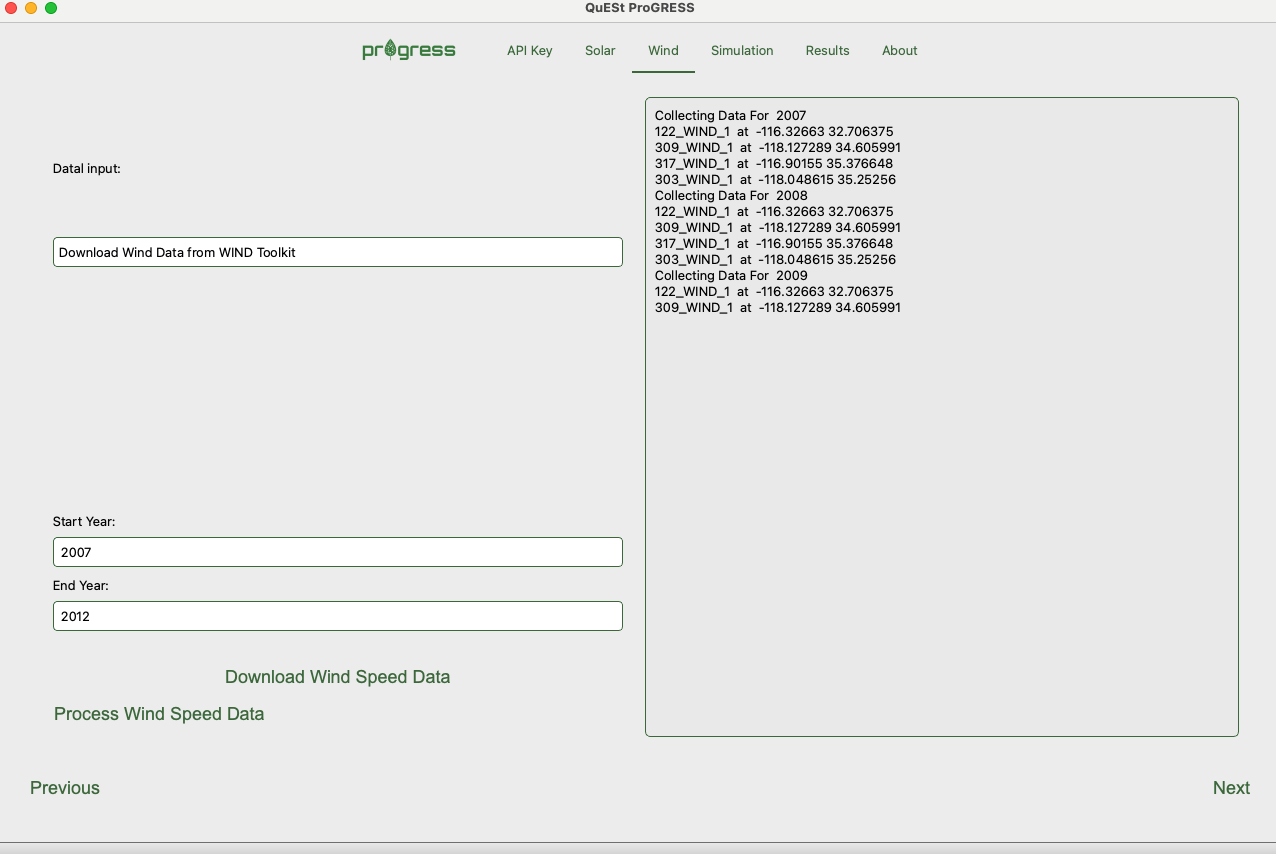 QuESt ProGRESS
progress
API Key
Solar
Wind
Simulation
Results
About
Datal input:
Download Wind Data from WIND Toolkit
Start Year:
2007
End Year:
2012
Download Wind Speed Data
Process Wind Speed Data
Collecting Data For  2007
122_WIND_1  at  -116.32663 32.706375
309_WIND_1  at  -118.127289 34.605991
317_WIND_1  at  -116.90155 35.376648
303_WIND_1  at  -118.048615 35.25256
Collecting Data For  2008
122_WIND_1  at  -116.32663 32.706375
309_WIND_1  at  -118.127289 34.605991
317_WIND_1  at  -116.90155 35.376648
303_WIND_1  at  -118.048615 35.25256
Collecting Data For  2009
122_WIND_1  at  -116.32663 32.706375
309_WIND_1  at  -118.127289 34.605991
Previous
Next